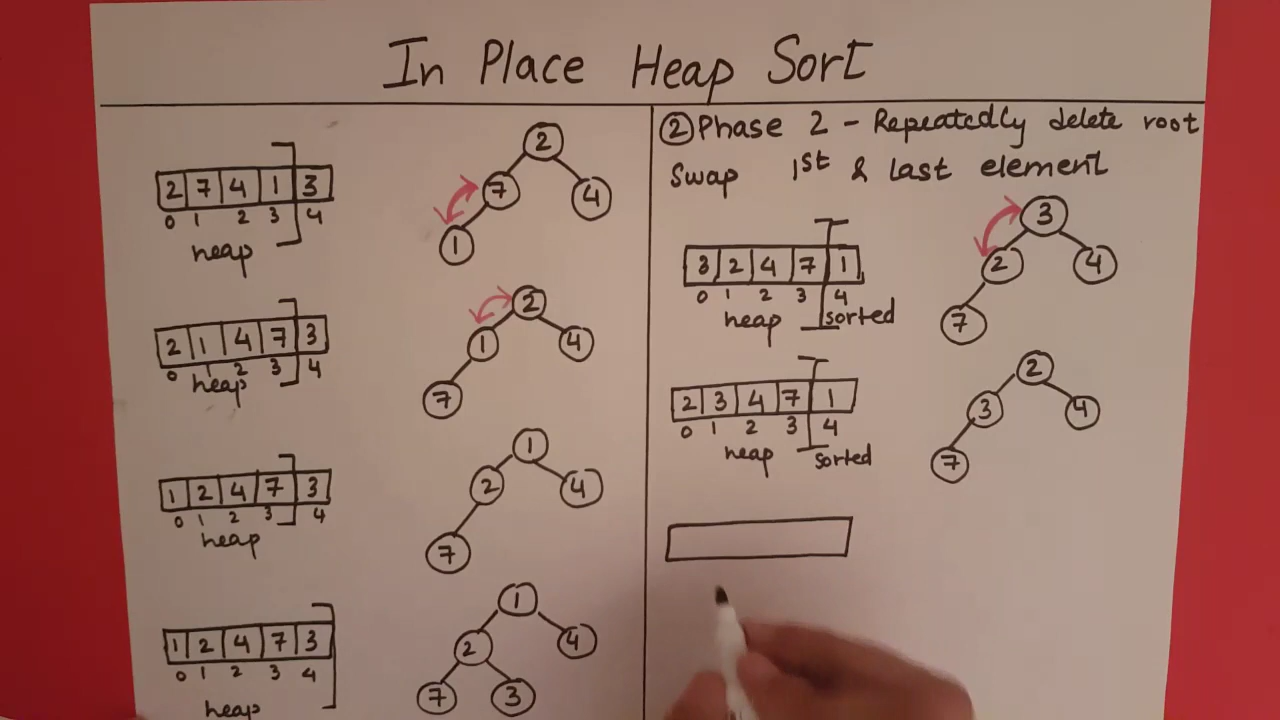 In Place Heap Sort
2 7 4 1 3
0 1 2 3 4
heap
2
7 4
1
2 1 4 7 3
0 1 2 3 4
heap
2
1 4
7
1 2 4 7 3
0 1 2 3 4
heap
1
2 4
7
1 2 4 7 3
0 1 2 3 4
heap
1
2 4
7 3
② Phase 2 - Repeatedly delete root
Swap 1st & last element
3 2 4 7 1
0 1 2 3 4
heap sorted
3
2 4
7
2 3 4 7 1
0 1 2 3 4
heap sorted
2
3 4
7